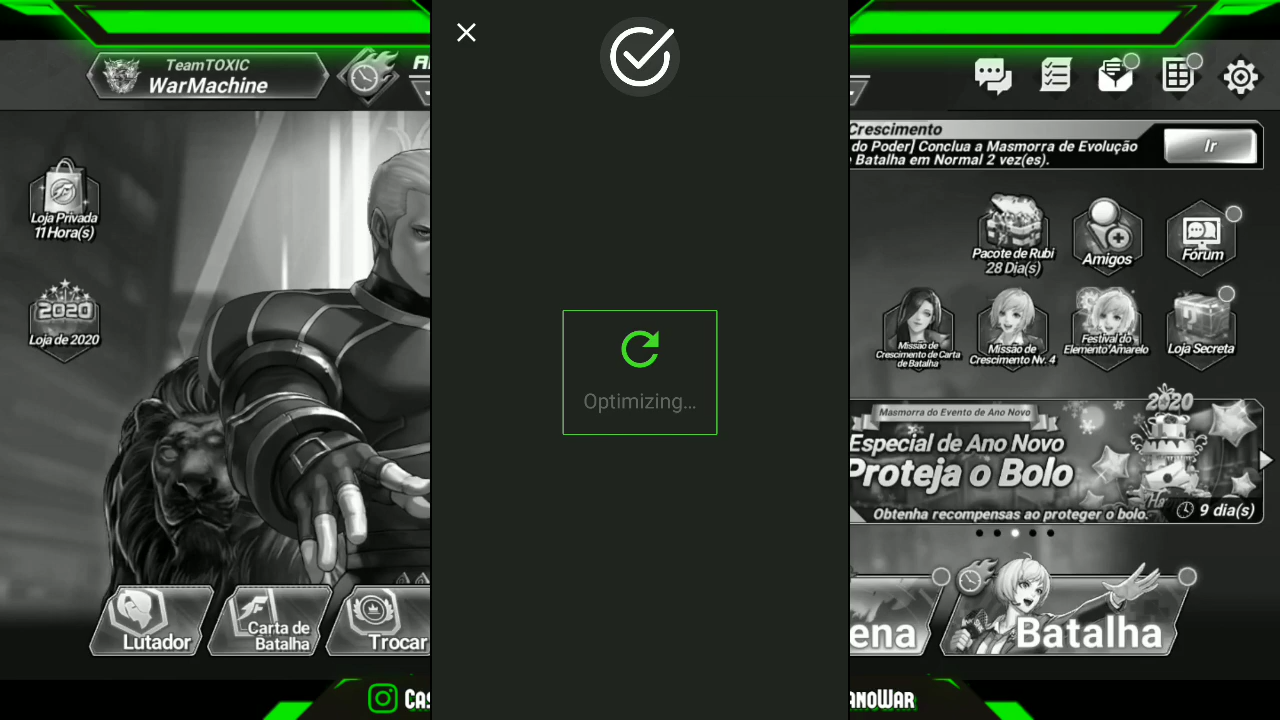 TeamTOXIC
WarMachine
Loja Privada
11Hora(s)
2020
Loja de 2020
Lutador
Carta de
Batalha
Trocar
Optimizing...
Crescimento
do Poder] Conclua a Masmorra de Evolução
Batalha em Normal 2 vez(es).
Ir
Pacote de Rubi
28 Dia(s)
Amigos
Fórum
Missão de
Crescimento de Carta
de Batalha
Missão de
Crescimento Nv. 4
Festival do
Elemento Amarelo
Loja Secreta
Masmorra do Evento de Ano Novo
2020
Especial de Ano Novo
Proteja o Bolo
Obtenha recompensas ao proteger o bolo.
9 dia(s)
ena
Batalha
Cas
anoWar